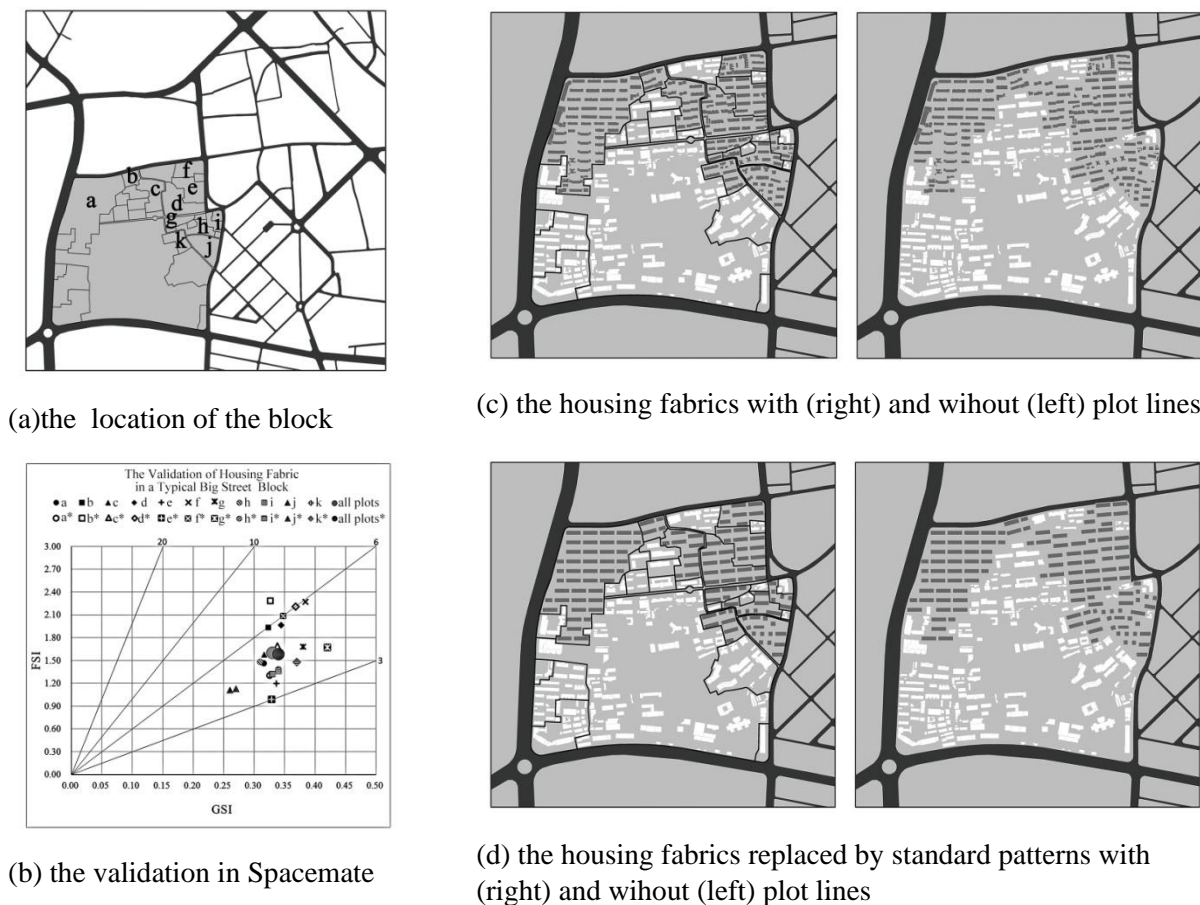 a
b
c
f
e
d
g
h
i
k
j
(a)the location of the block
(c) the housing fabrics with (right) and wihout (left) plot lines
The Validation of Housing Fabric
in a Typical Big Street Block
a b c d e f g h i j k all plots
a* b* c* d* e* f* g* h* i* j* k* all plots*
20 10 6
3.00
2.70
2.40
2.10
1.80
1.50 3
1.20
0.90
0.60
0.30
0.00
FSI
0.00 0.05 0.10 0.15 0.20 0.25 0.30 0.35 0.40 0.45 0.50
GSI
(b) the validation in Spacemate
(d) the housing fabrics replaced by standard patterns with
(right) and wihout (left) plot lines